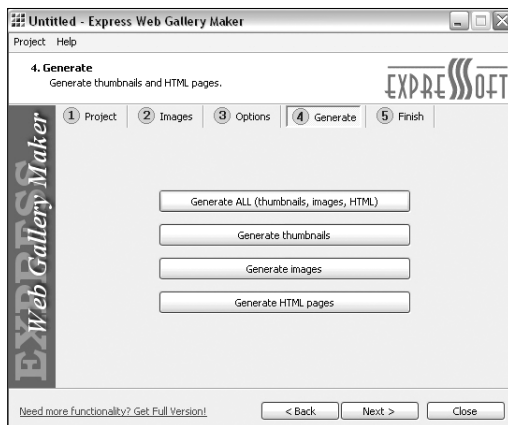 Untitled - Express Web Gallery Maker
Project Help
4. Generate
Generate thumbnails and HTML pages.
EXPRESSSOFT
1 Project 2 Images 3 Options 4 Generate 5 Finish
EXPRESS
Web Gallery Maker
Generate ALL (thumbnails, images, HTML)
Generate thumbnails
Generate images
Generate HTML pages
Need more functionality? Get Full Version!
< Back Next > Close